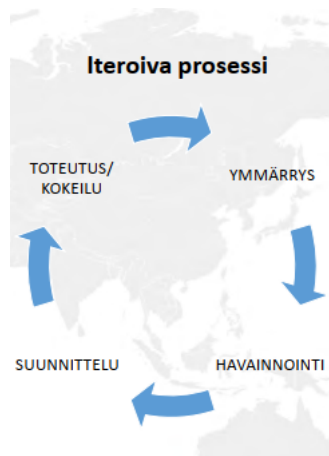 Iteroiva prosessi
TOTEUTUS/
KOKEILU
YMMÄRRYS
SUUNNITTELU
HAVAINNOINTI